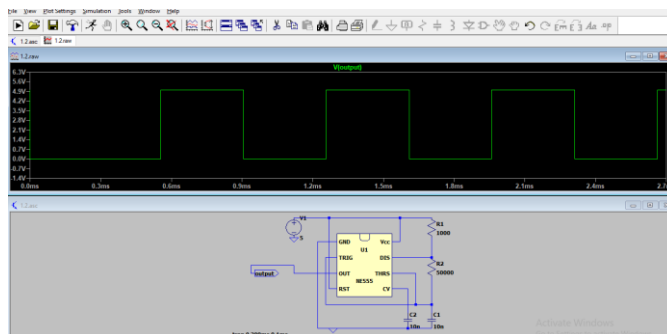 File View Plot Settings Simulation Tools Window Help
1.2.asc 1.2.raw
1.2.raw
V(output)
6.3V
5.6V
4.9V
4.2V
3.5V
2.8V
2.1V
1.4V
0.7V
0.0V
-0.7V
-1.4V
0.0ms 0.3ms 0.6ms 0.9ms 1.2ms 1.5ms 1.8ms 2.1ms 2.4ms 2.7
1.2.asc
V1
5
R1
1000
GND Vcc
U1
TRIG DIS
R2
50000
output
OUT THRS
NE555
RST CV
C2 C1
10n 10n
Activate Windows